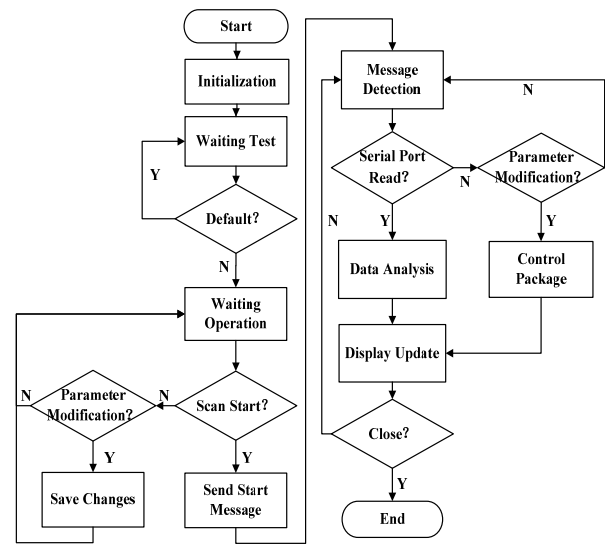 Start
Initialization
Waiting Test
Y
Default?
N
Waiting
Operation
Scan Start?
N
Parameter
Modification?
N
Y
Save Changes
Y
Send Start
Message
Message
Detection
N
Serial Port
Read?
N
Parameter
Modification?
Y
Y
N
Data Analysis
Control
Package
Display Update
Close?
Y
End